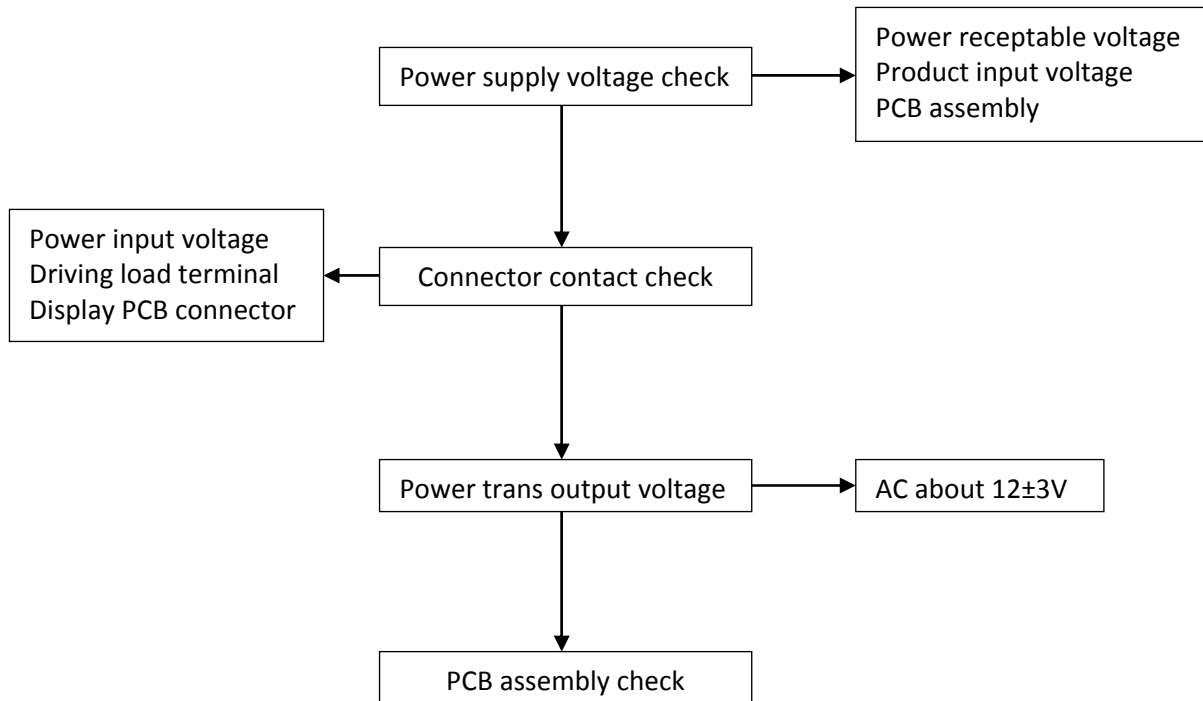 Power supply voltage check
Power receptable voltage
Product input voltage
PCB assembly
Power input voltage
Driving load terminal
Display PCB connector
Connector contact check
Power trans output voltage
AC about 12±3V
PCB assembly check